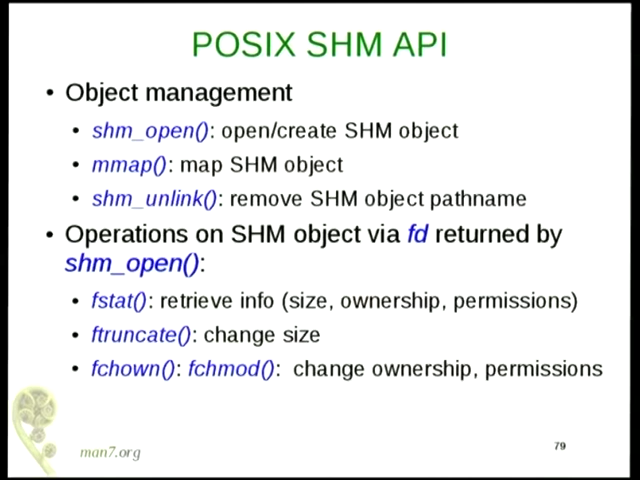 POSIX SHM API
• Object management
• shm_open(): open/create SHM object
• mmap(): map SHM object
• shm_unlink(): remove SHM object pathname
• Operations on SHM object via fd returned by
shm_open():
• fstat(): retrieve info (size, ownership, permissions)
• ftruncate(): change size
• fchown(): fchmod(): change ownership, permissions
man7.org
79